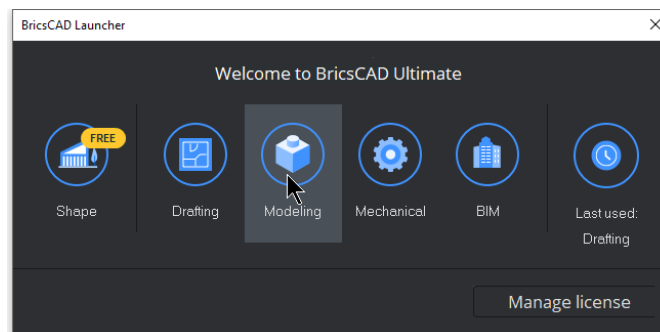 BricsCAD Launcher
Welcome to BricsCAD Ultimate
FREE
Shape
Drafting
Modeling
Mechanical
BIM
Last used:
Drafting
Manage license